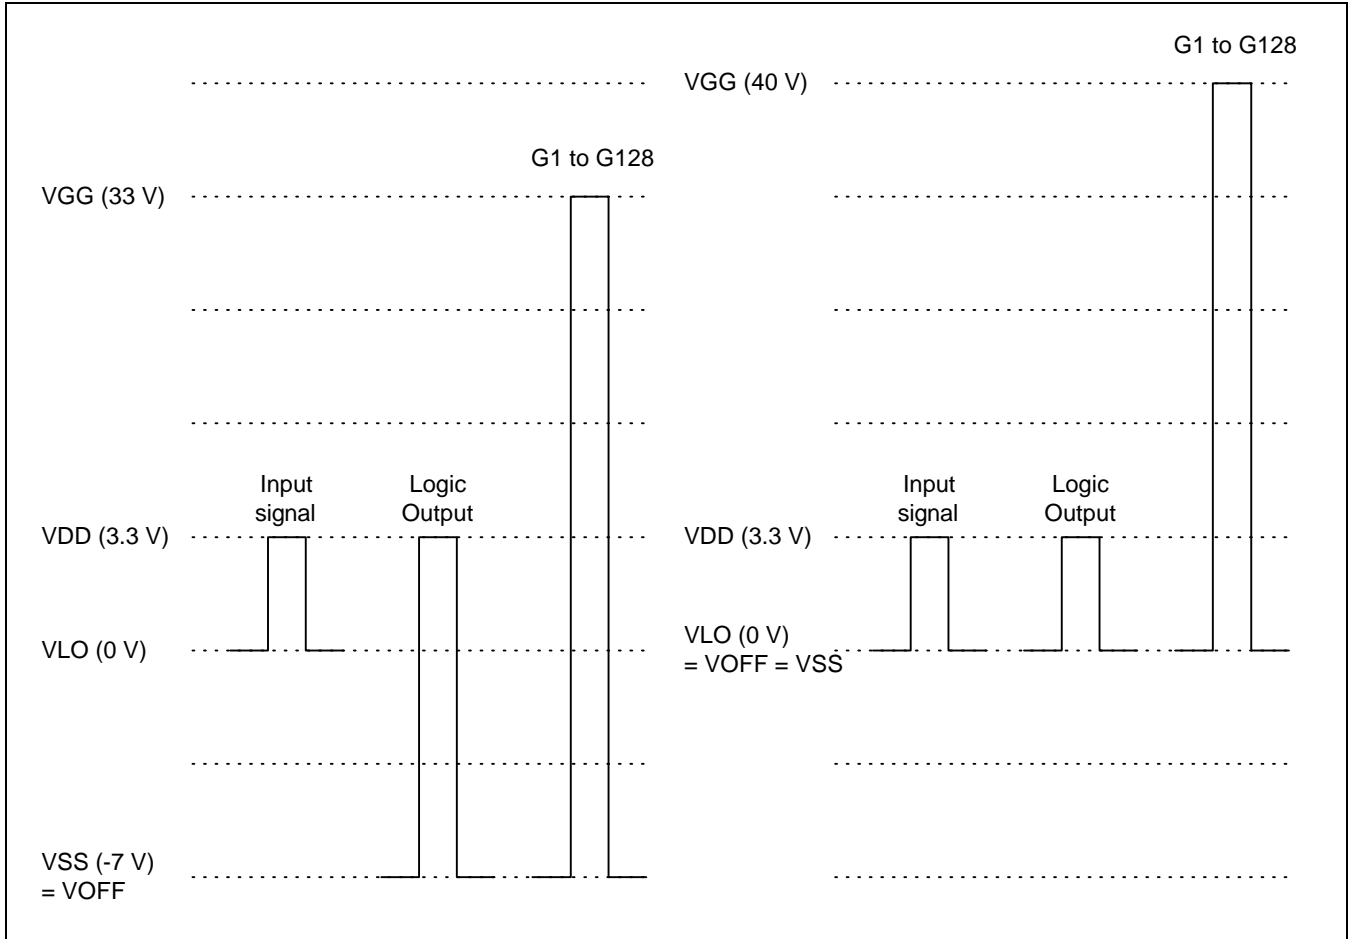 G1 to G128
VGG (33 V)
Input
signal
Logic
Output
VDD (3.3 V)
VLO (0 V)
VSS (-7 V)
= VOFF
G1 to G128
VGG (40 V)
Input
signal
Logic
Output
VDD (3.3 V)
VLO (0 V)
= VOFF = VSS